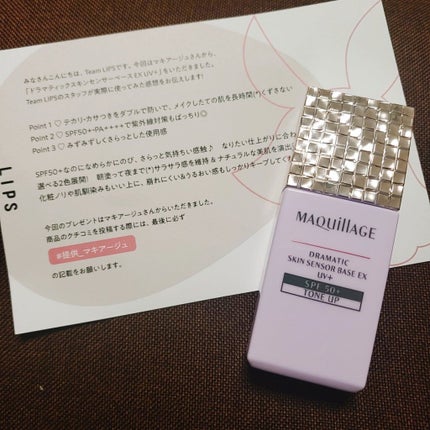 みなさんこんにちは、Team LIPSです。今回はマキアージュさんから、
「ドラマティックスキンセンサーベース EX UV+」をいただきました。
Team LIPSのスタッフが実際に使ってみた感想をお伝えします!
Point 1 ♡ テカリ・カサつきをダブルで防いで、メイクしたての肌を長時間(*)くずさない
Point 2 ♡ SPF50+・PA++++で紫外線対策もばっちり◎
Point 3 ♡ みずみずしくさらっとした使用感
SPF50+なのになめらかにのび、さらっと気持ちいい感触♪ なりたい仕上がりに合わ
選べる2色展開! 朝塗って夜まで(*)サラサラ感を維持&ナチュラルな美肌を演出
化粧ノリや肌馴染みもいい上に、崩れにくいうるおい感もしっかりキープしてく
今回のプレゼントはマキアージュさんからいただきました。
商品のクチコミを投稿する際には、最後に必ず
#提供_マキアージュ
の記載をお願いします。
LIPS
MAQuillAGE
DRAMATIC
SKIN SENSOR BASE EX
UV+
SPF 50+
TONE UP